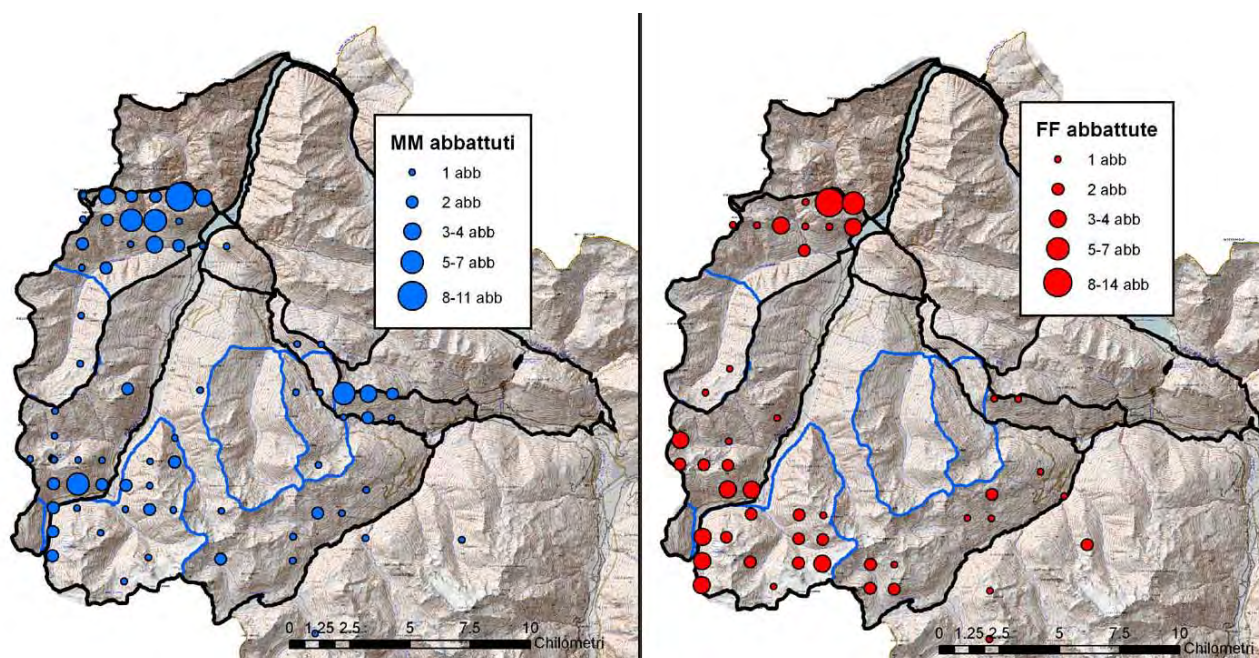 MM abbattuti
1 abb
2 abb
3-4 abb
5-7 abb
8-11 abb
0 1.25 2.5 5 7.5 10
Chilometri
FF abbattute
1 abb
2 abb
3-4 abb
5-7 abb
8-14 abb
0 1.25 2.5 5 7.5 10
Chilometri